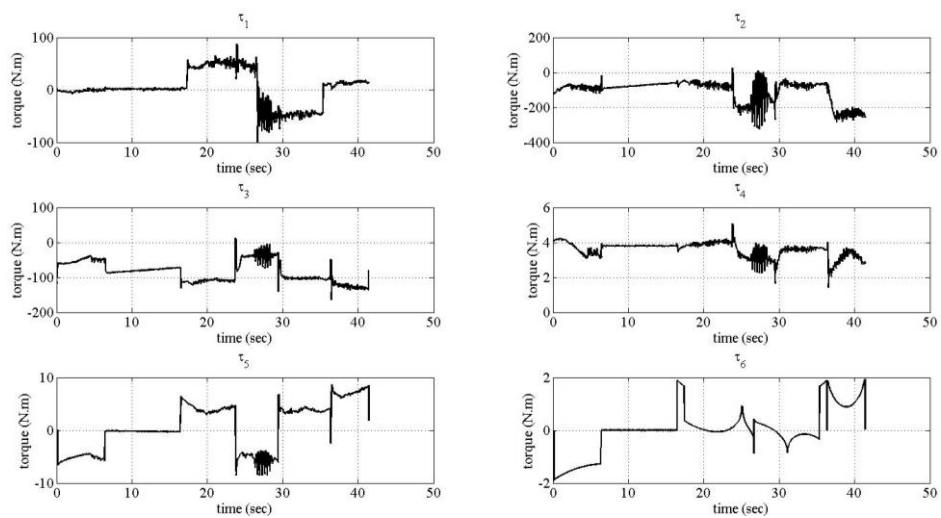 τ1 τ2
100 200
torque (N.m) 0 torque (N.m) 0
-200
-100 -400
0 10 20 30 40 50 0 10 20 30 40 50
time (sec) time (sec)
τ3 τ4
100 6
torque (N.m) 0 torque (N.m) 4
-100 2
-200 0
0 10 20 30 40 50 0 10 20 30 40 50
time (sec) time (sec)
τ5 τ6
10 2
torque (N.m) 0 torque (N.m) 0
-10 -2
0 10 20 30 40 50 0 10 20 30 40 50
time (sec) time (sec)